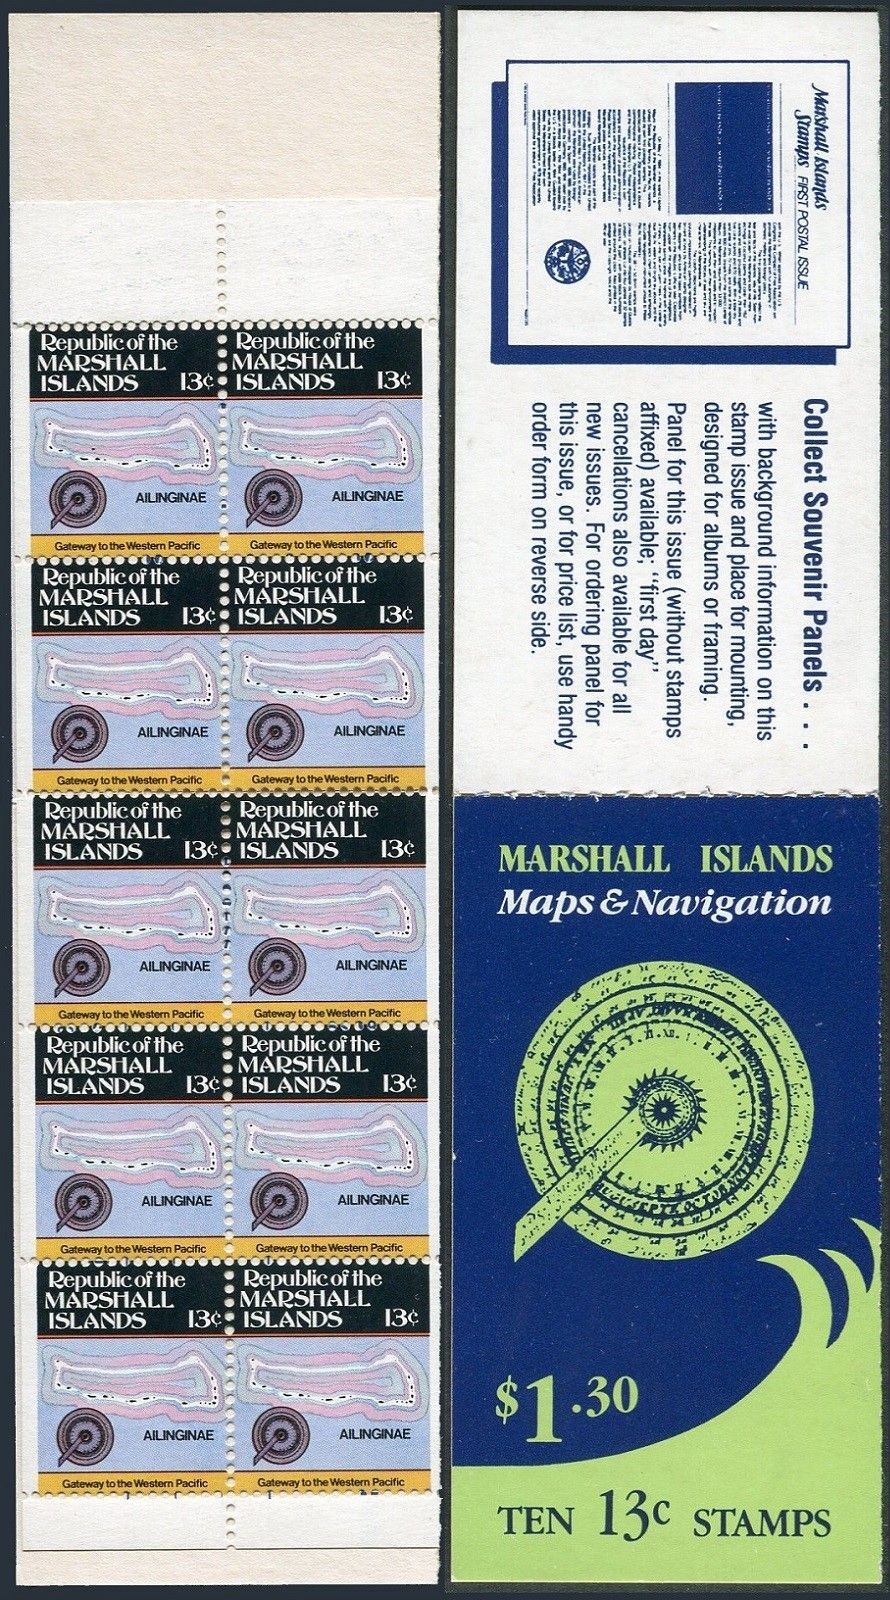 Republic of the
MARSHALL
ISLANDS 13¢
AILINGINAE
Gateway to the Western Pacific
Republic of the
MARSHALL
ISLANDS 13¢
AILINGINAE
Gateway to the Western Pacific
Republic of the
MARSHALL
ISLANDS 13¢
AILINGINAE
Gateway to the Western Pacific
Republic of the
MARSHALL
ISLANDS 13¢
AILINGINAE
Gateway to the Western Pacific
Republic of the
MARSHALL
ISLANDS 13¢
AILINGINAE
Gateway to the Western Pacific
Republic of the
MARSHALL
ISLANDS 13¢
AILINGINAE
Gateway to the Western Pacific
Republic of the
MARSHALL
ISLANDS 13¢
AILINGINAE
Gateway to the Western Pacific
Republic of the
MARSHALL
ISLANDS 13¢
AILINGINAE
Gateway to the Western Pacific
Republic of the
MARSHALL
ISLANDS 13¢
AILINGINAE
Gateway to the Western Pacific
Republic of the
MARSHALL
ISLANDS 13¢
AILINGINAE
Gateway to the Western Pacific
Marshall Islands
Stamps FIRST POSTAL ISSUE
Collect Souvenir Panels . . .
with background information on this
stamp issue and place for mounting,
designed for albums or framing.
Panel for this issue (without stamps
affixed) available; "first day"
cancellations also available for all
new issues. For ordering panel for
this issue, or for price list, use handy
order form on reverse side.
MARSHALL ISLANDS
Maps & Navigation
$1.30
TEN 13c STAMPS